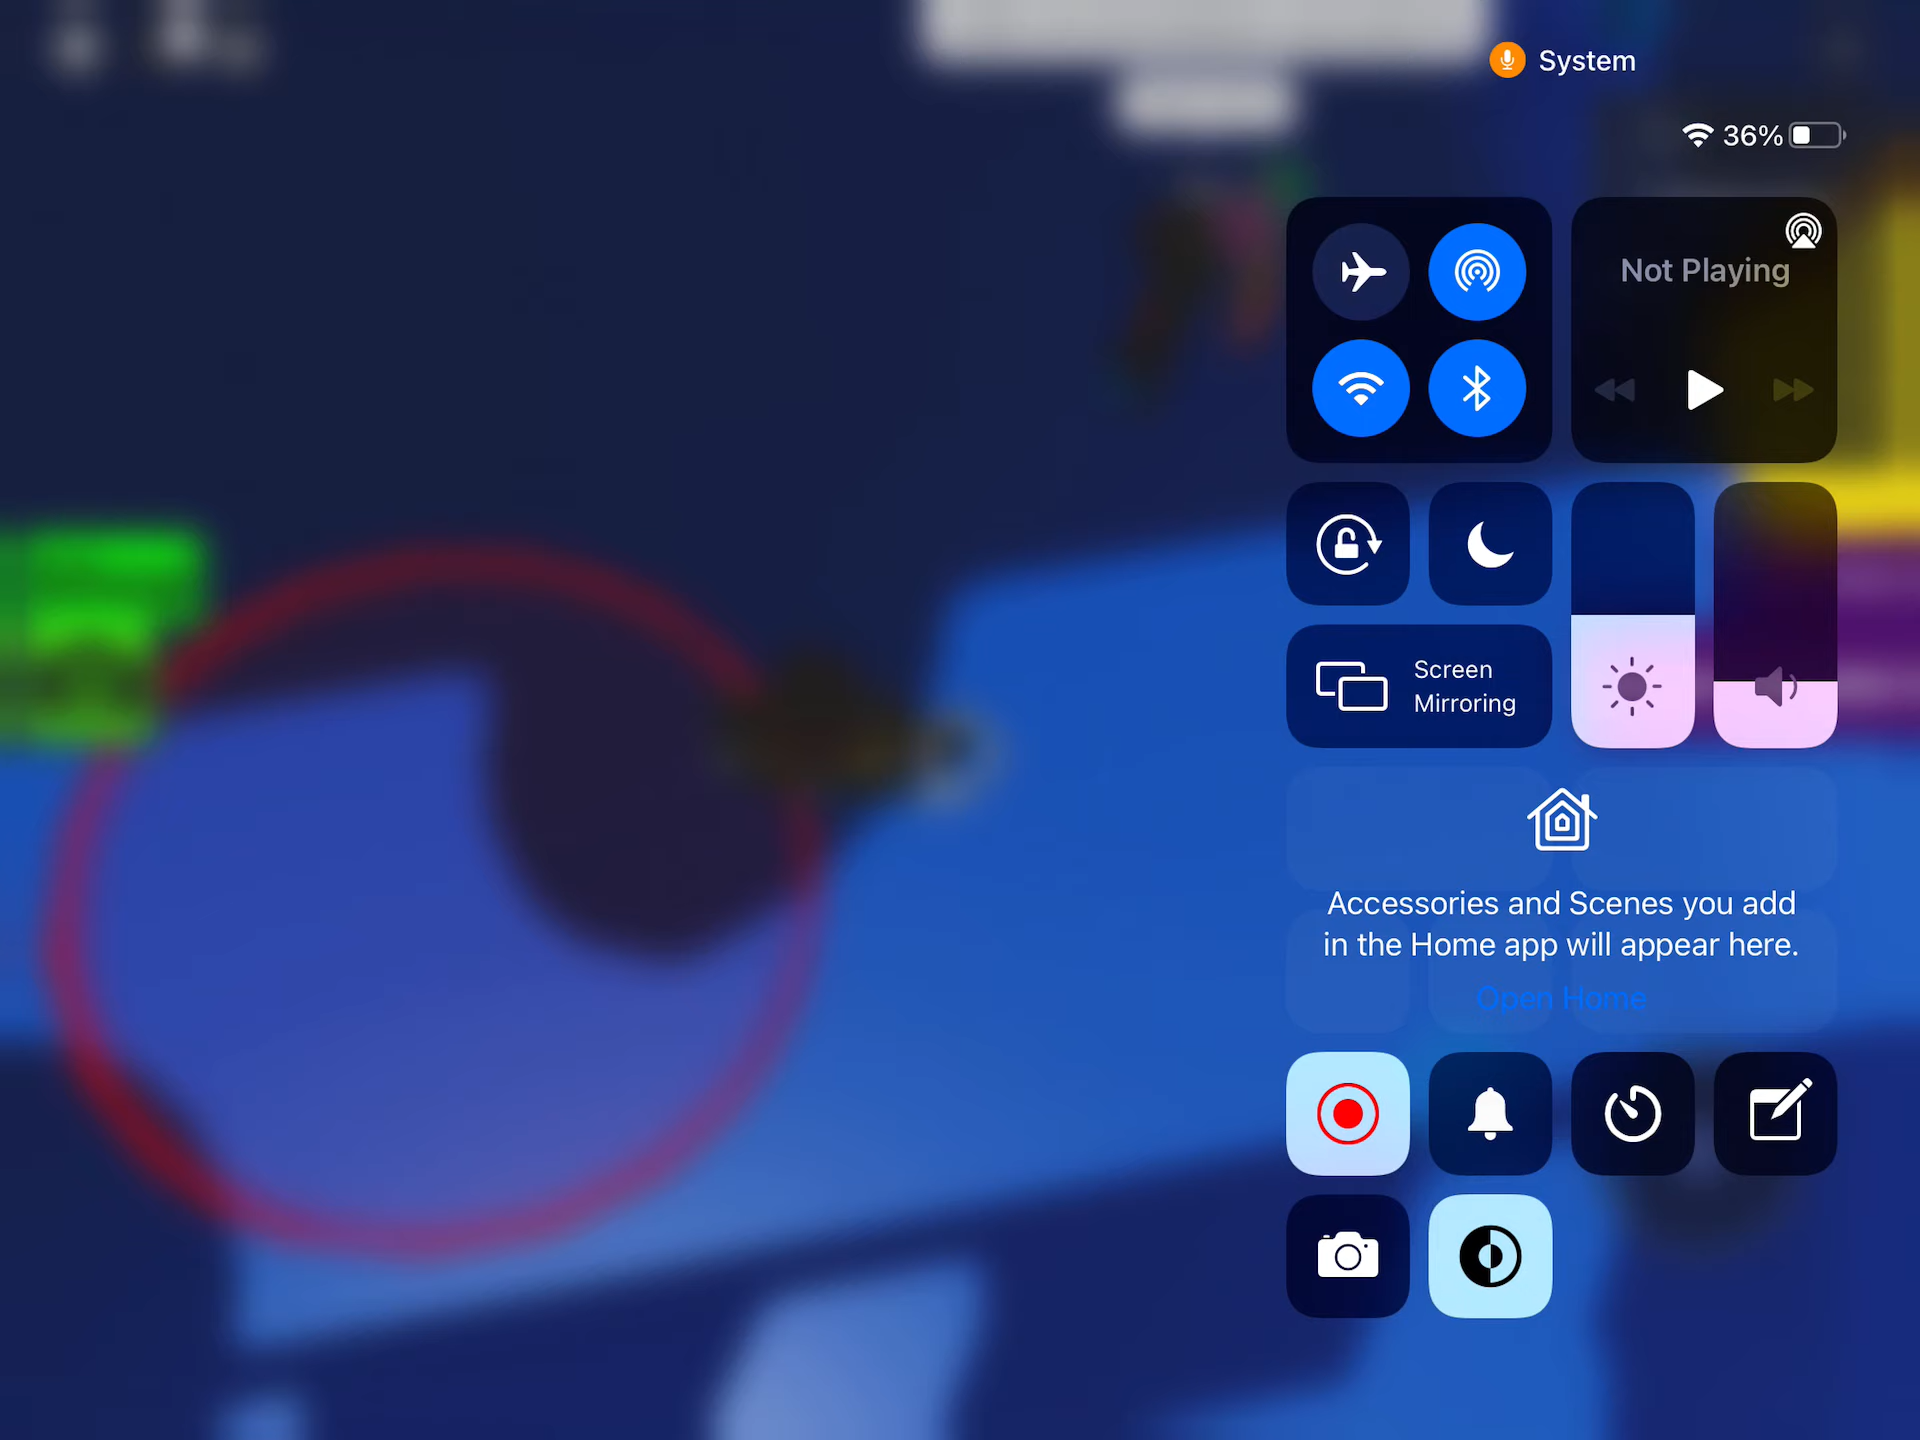 System
36%
Not Playing
Screen
Mirroring
Accessories and Scenes you add
in the Home app will appear here.
Open Home